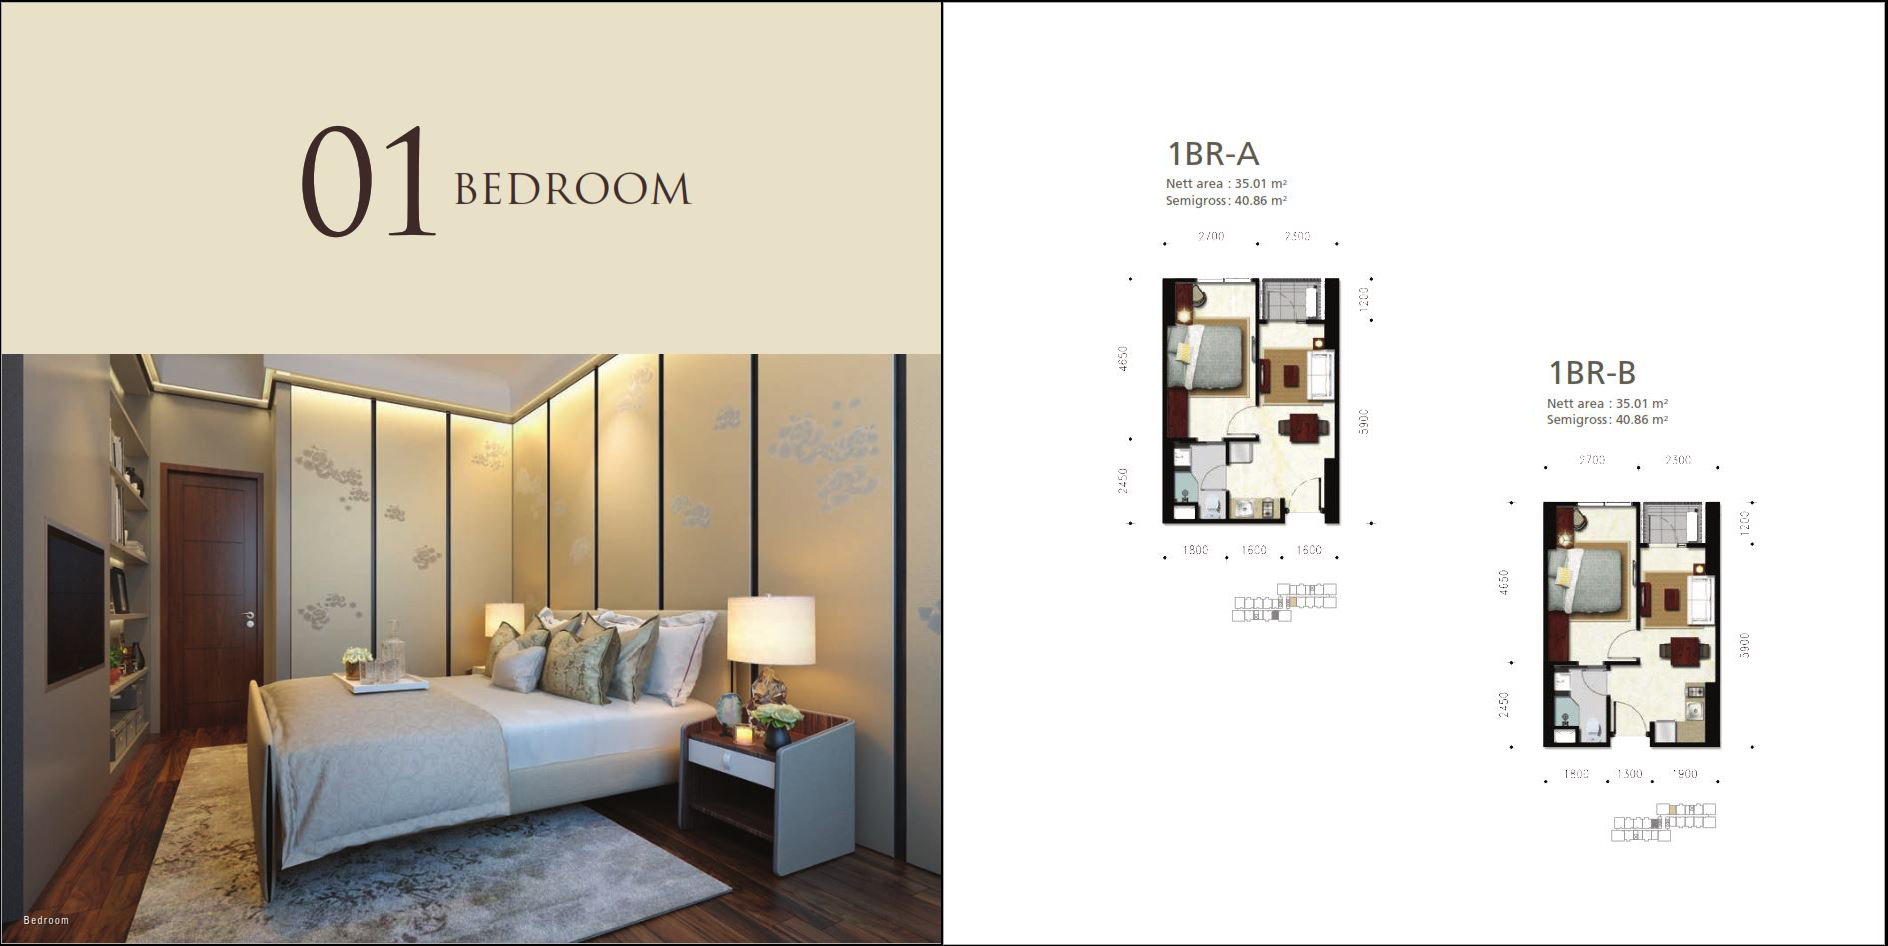 01 BEDROOM
Bedroom
1BR-A
Nett area : 35.01 m²
Semigross : 40.86 m²
2700 2300
1200
4650
5900
2450
1800 1600 1600
1BR-B
Nett area : 35.01 m²
Semigross : 40.86 m²
2700 2300
1200
4650
5900
2450
1800 1300 1900